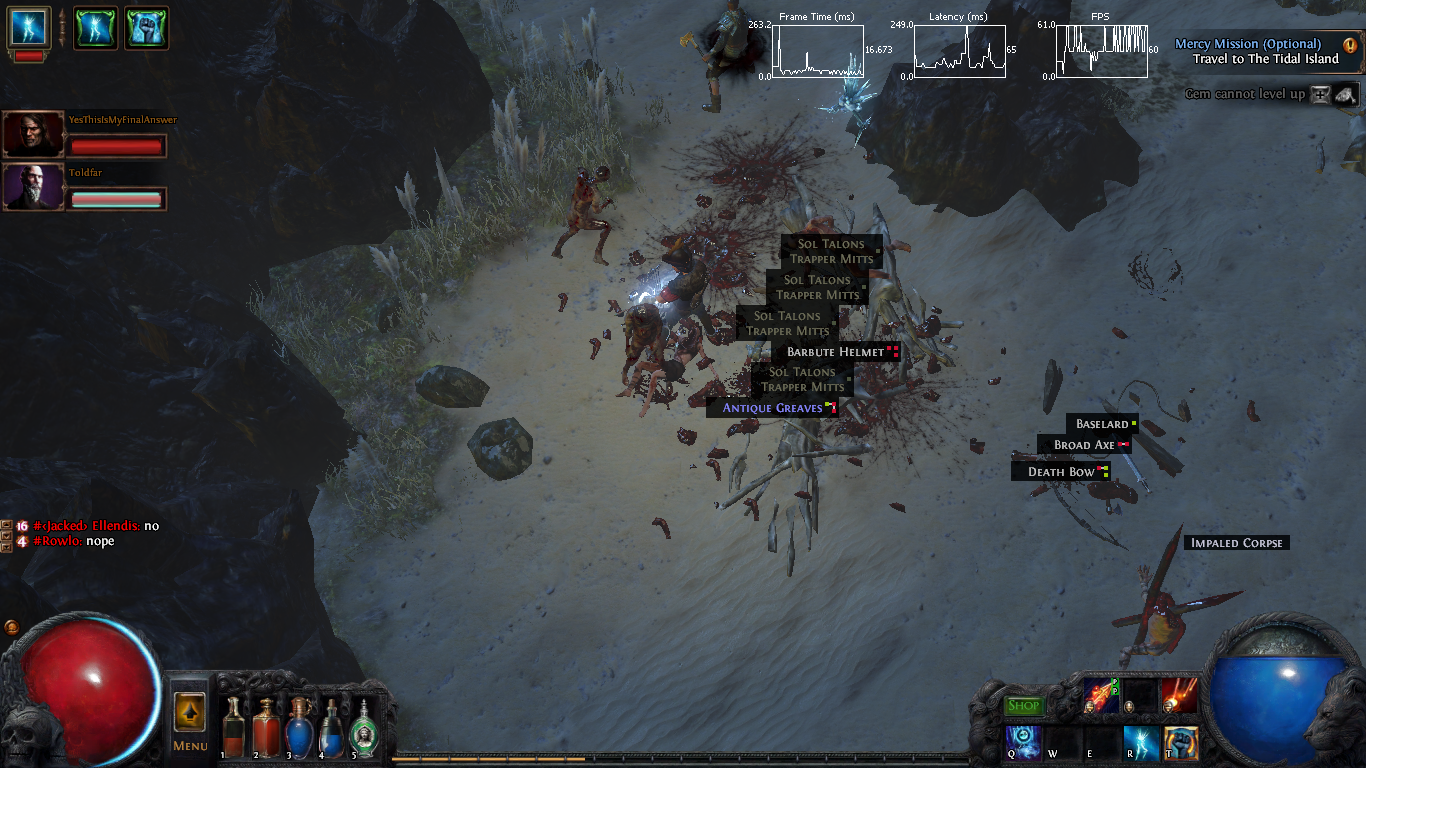 Frame Time (ms)
263.2
16.673
0.0
Latency (ms)
249.0
65
0.0
FPS
61.0
60
0.0
Mercy Mission (Optional)
Travel to The Tidal Island
Gem cannot level up
YesThisIsMyFinalAnswer
Toldfar
Sol Talons
Trapper Mitts
Sol Talons
Trapper Mitts
Sol Talons
Trapper Mitts
Barbute Helmet
Sol Talons
Trapper Mitts
Antique Greaves
Baselard
Broad Axe
Death Bow
Impaled Corpse
16 #<Jacked> Ellendis: no
4 #Rowlo: nope
Menu
1 2 3 4 5
Shop
P
P
Q W E R T